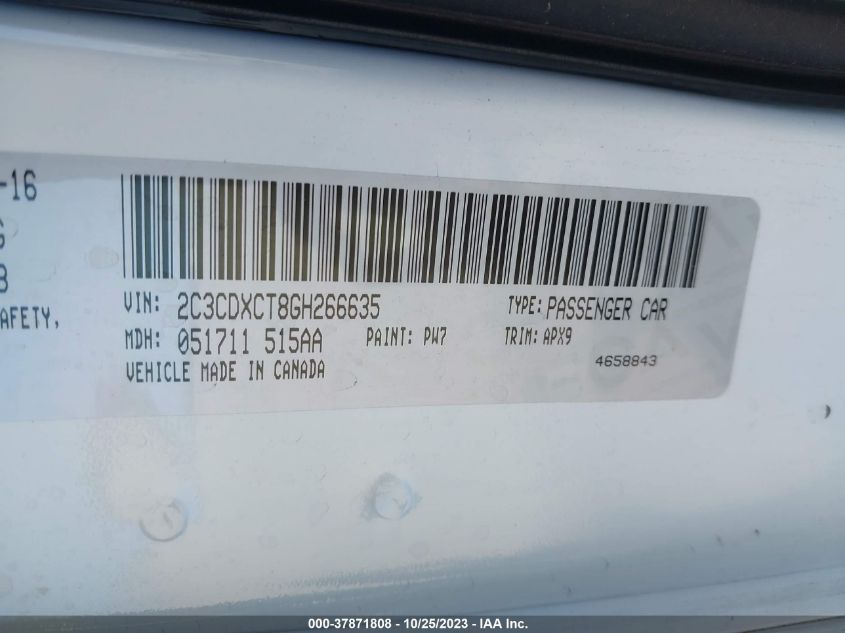 -16
AFETY,
VIN: 2C3CDXCT8GH266635 TYPE: PASSENGER CAR
MDH: 051711 515AA PAINT: PW7 TRIM: APX9
VEHICLE MADE IN CANADA 4658843
000-37871808 | 10/25/2023 - © IAA Inc.